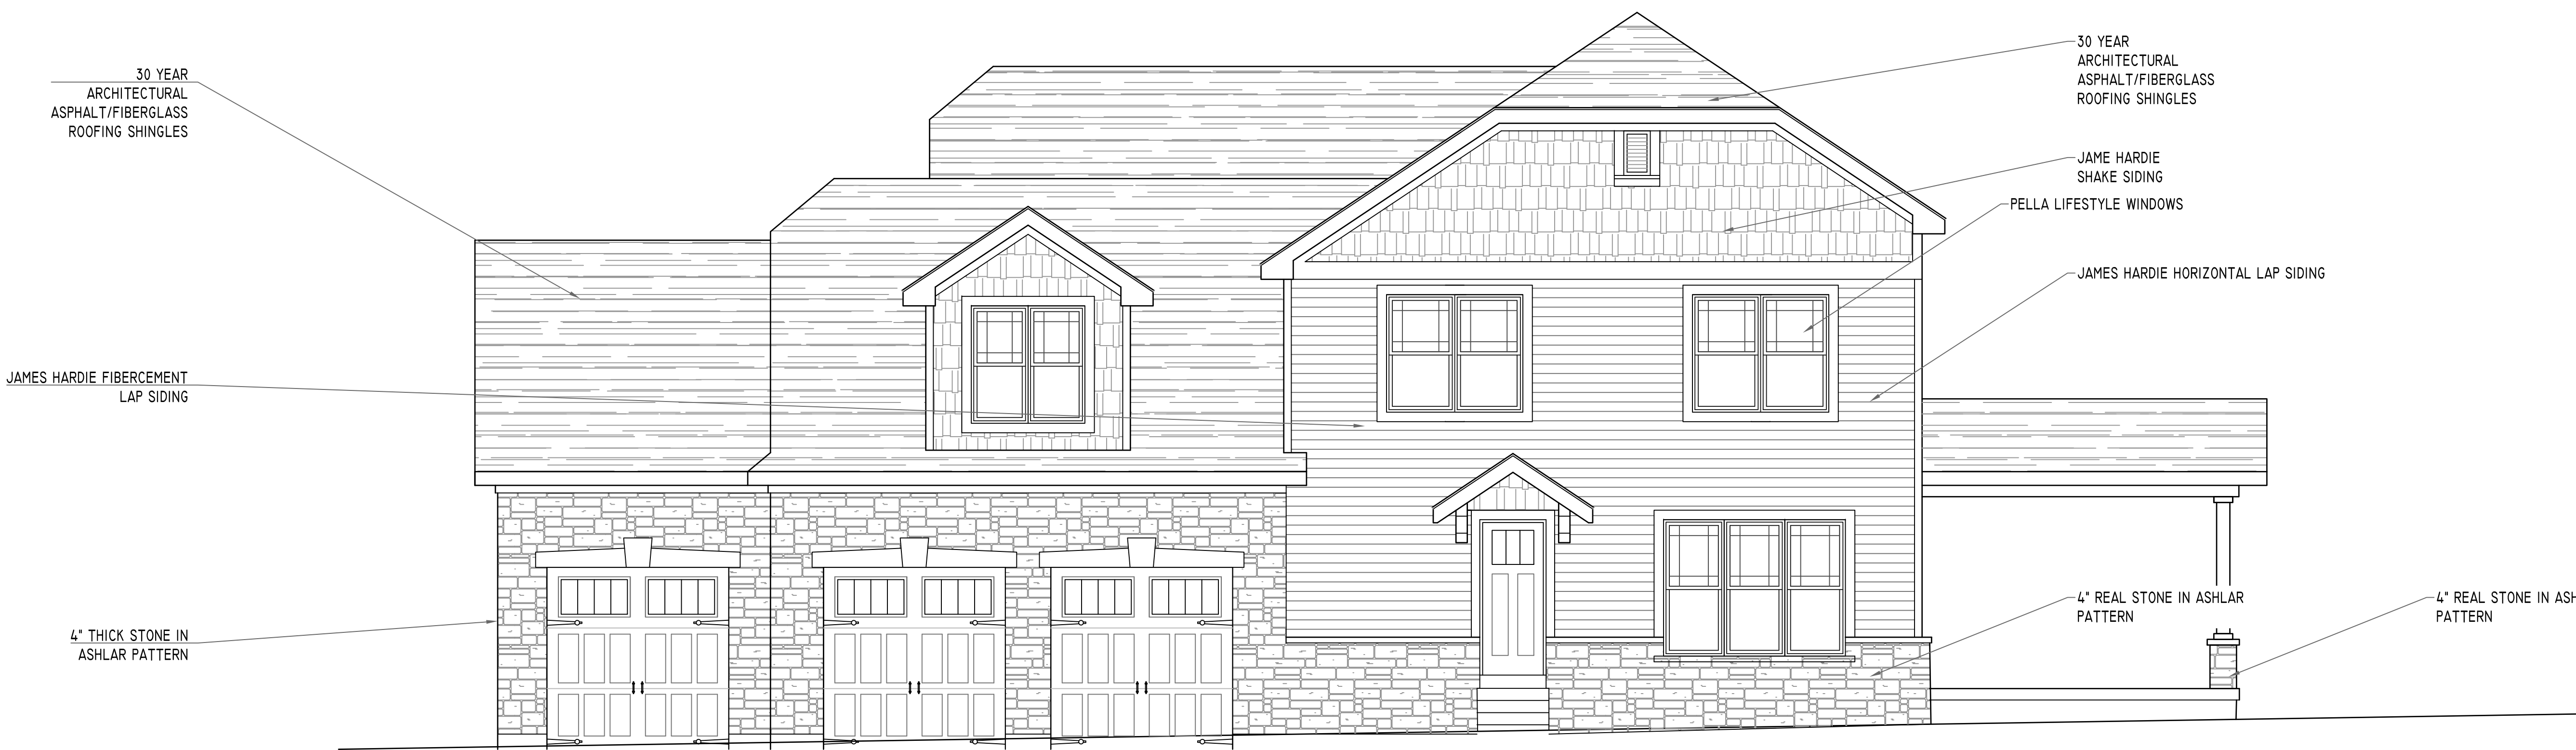 30 YEAR
ARCHITECTURAL
ASPHALT/FIBERGLASS
ROOFING SHINGLES
JAMES HARDIE FIBERCEMENT
LAP SIDING
4" THICK STONE IN
ASHLAR PATTERN
30 YEAR
ARCHITECTURAL
ASPHALT/FIBERGLASS
ROOFING SHINGLES
JAME HARDIE
SHAKE SIDING
PELLA LIFESTYLE WINDOWS
JAMES HARDIE HORIZONTAL LAP SIDING
4" REAL STONE IN ASHLAR
PATTERN
4" REAL STONE IN ASH
PATTERN